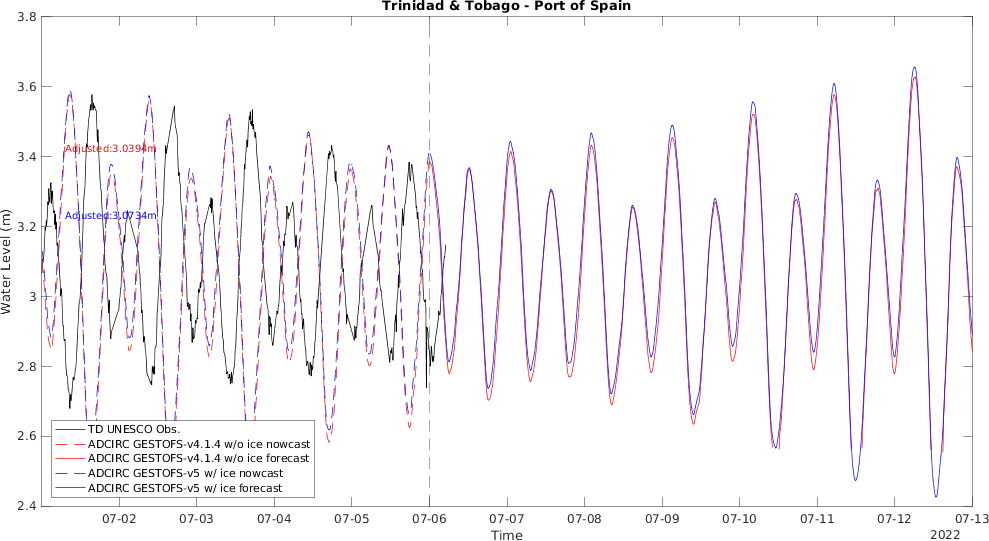 Trinidad & Tobago - Port of Spain
3.8
3.6
3.4
3.2
3
2.8
2.6
2.4
Water Level (m)
Adjusted:3.0394m
Adjusted:3.0734m
TD UNESCO Obs.
ADCIRC GESTOFS-v4.1.4 w/o ice nowcast
ADCIRC GESTOFS-v4.1.4 w/o ice forecast
ADCIRC GESTOFS-v5 w/ ice nowcast
ADCIRC GESTOFS-v5 w/ ice forecast
07-02 07-03 07-04 07-05 07-06 07-07 07-08 07-09 07-10 07-11 07-12 07-13
Time
2022